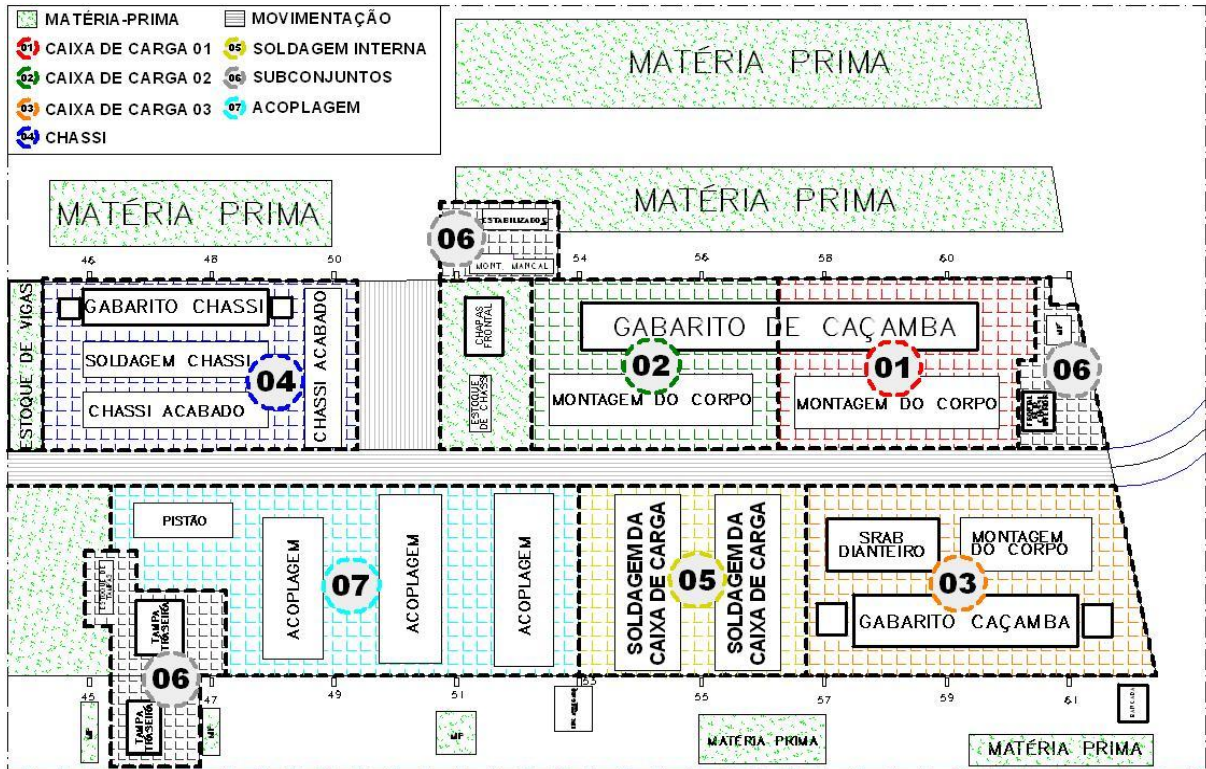 MATÉRIA-PRIMA
MOVIMENTAÇÃO
01 CAIXA DE CARGA 01
05 SOLDAGEM INTERNA
02 CAIXA DE CARGA 02
06 SUBCONJUNTOS
03 CAIXA DE CARGA 03
07 ACOPLAGEM
04 CHASSI
MATÉRIA PRIMA
MATÉRIA PRIMA
MATÉRIA PRIMA
ESTABILIZADOS
06
MONT. MANCAL
46
48
50
54
56
58
60
ESTOQUE DE VIGAS
GABARITO CHASSI
SOLDAGEM CHASSI
04
CHASSI ACABADO
CHASSI ACABADO
CHAPAS
FRONTAL
ESTOQUE
DE CHASSI
GABARITO DE CAÇAMBA
02
MONTAGEM DO CORPO
01
MONTAGEM DO CORPO
MF
06
PISTÃO
ACOPLAGEM
07
ACOPLAGEM
ACOPLAGEM
SOLDAGEM DA
CAIXA DE CARGA
05
SOLDAGEM DA
CAIXA DE CARGA
SRAB
DIANTEIRO
MONTAGEM
DO CORPO
03
GABARITO CAÇAMBA
TAMPA
TRASEIRA
06
TAMPA
TRASEIRA
45
47
49
51
53
55
57
59
61
MF
MF
MATÉRIA PRIMA
MATÉRIA PRIMA
BANCADA